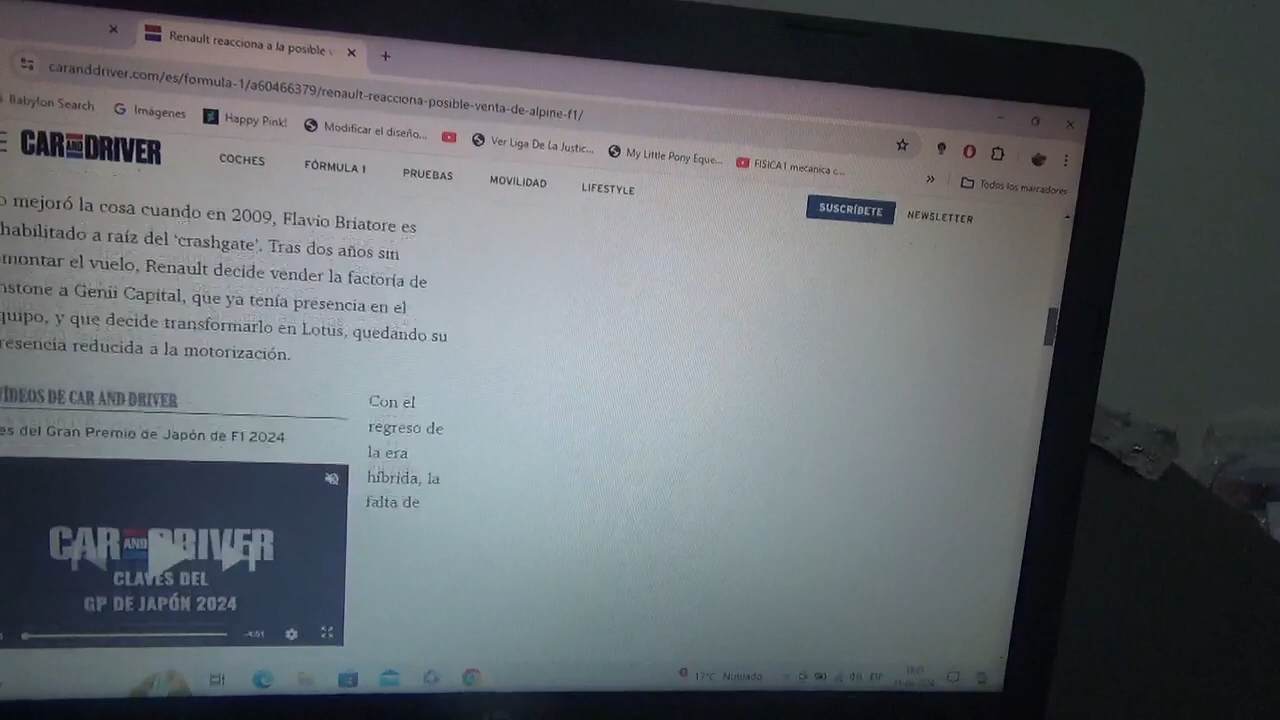 Renault reacciona a la posible
caranddriver.com/es/formula-1/a60466379/renault-reacciona-posible-venta-de-alpine-f1/
Babylon Search
Imágenes
Happy Pink!
Modificar el diseño...
Ver Liga De La Justic...
My Little Pony Eque...
FISICA1 mecanica c...
»
Todos los marcadores
CAR AND DRIVER
COCHES
FÓRMULA 1
PRUEBAS
MOVILIDAD
LIFESTYLE
SUSCRÍBETE
NEWSLETTER
o mejoró la cosa cuando en 2009, Flavio Briatore es
habilitado a raíz del ‘crashgate’. Tras dos años sin
montar el vuelo, Renault decide vender la factoría de
nstone a Genii Capital, que ya tenía presencia en el
quipo, y que decide transformarlo en Lotus, quedando su
resencia reducida a la motorización.
VÍDEOS DE CAR AND DRIVER
es del Gran Premio de Japón de F1 2024
Con el
regreso de
la era
híbrida, la
falta de
CAR AND DRIVER
CLAVES DEL
GP DE JAPÓN 2024
-4:51
17°C Nublado
ESP